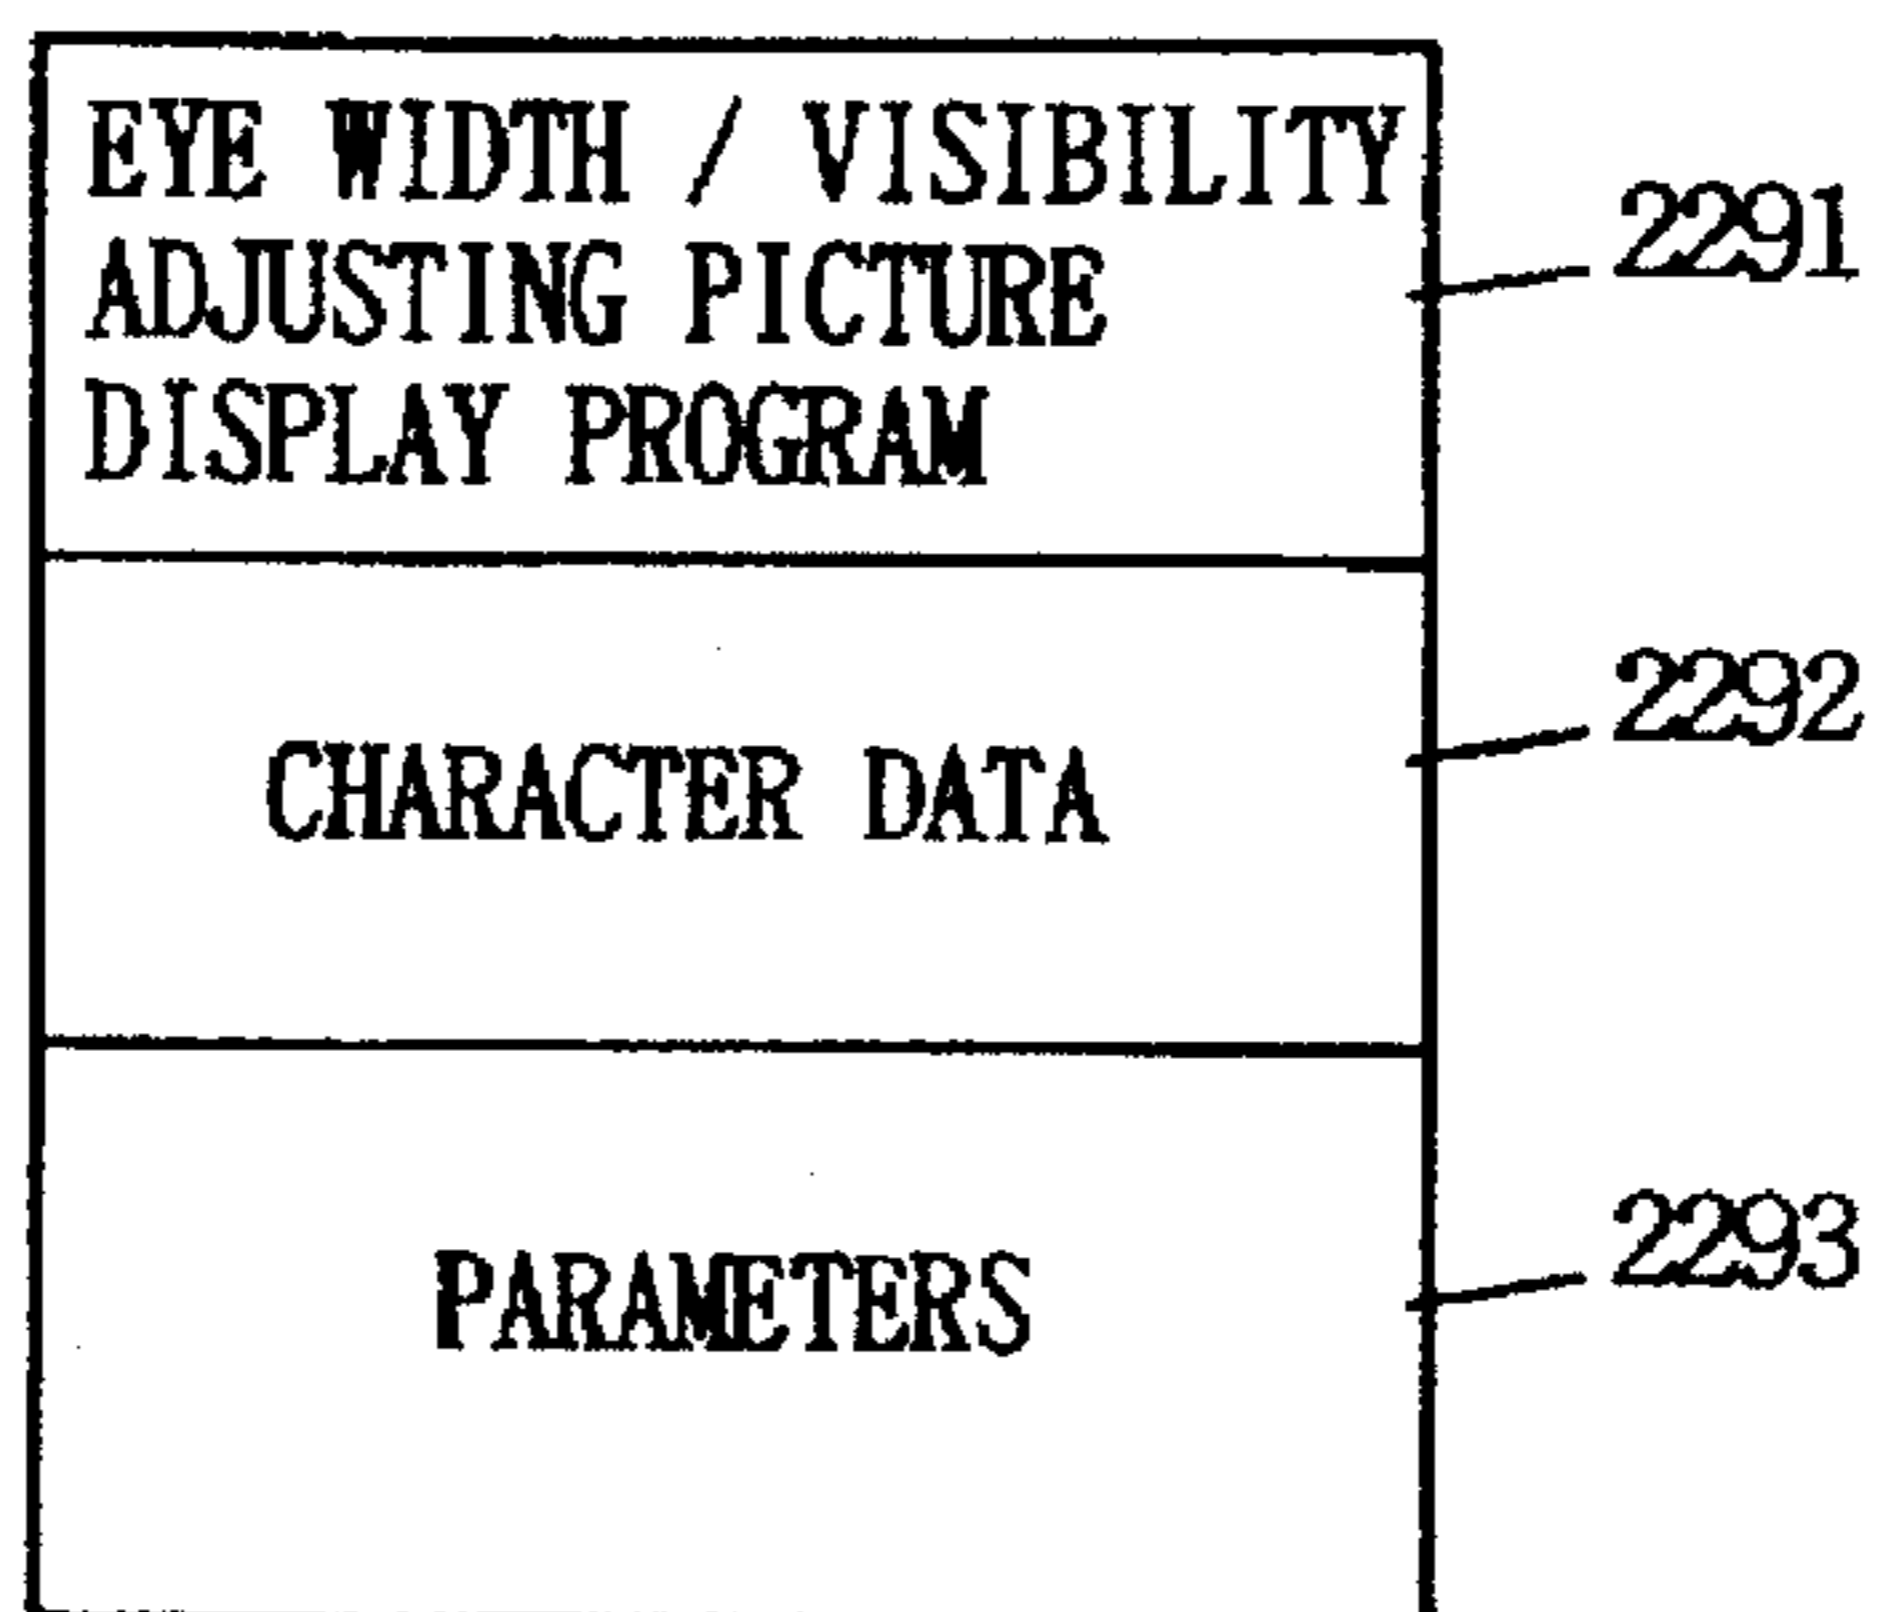 EYE WIDTH / VISIBILITY
ADJUSTING PICTURE
DISPLAY PROGRAM
2291
CHARACTER DATA
2292
PARAMETERS
2293